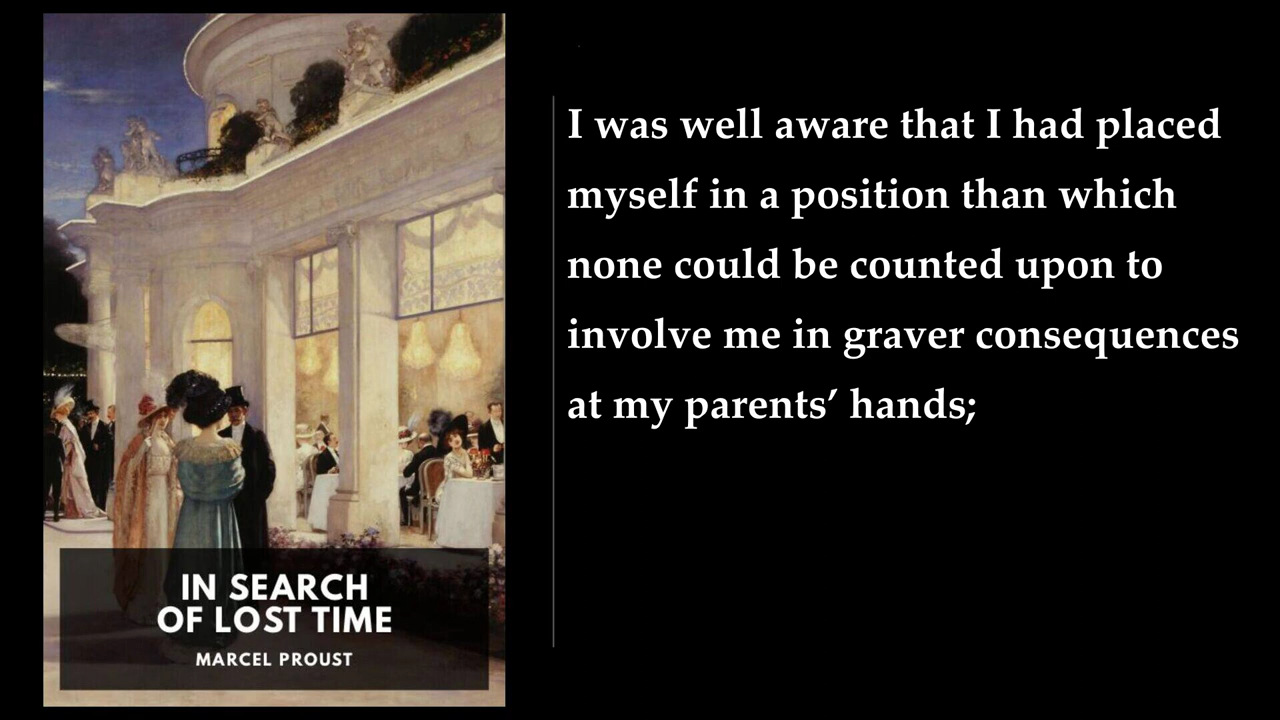 IN SEARCH
OF LOST TIME
MARCEL PROUST
I was well aware that I had placed
myself in a position than which
none could be counted upon to
involve me in graver consequences
at my parents’ hands;